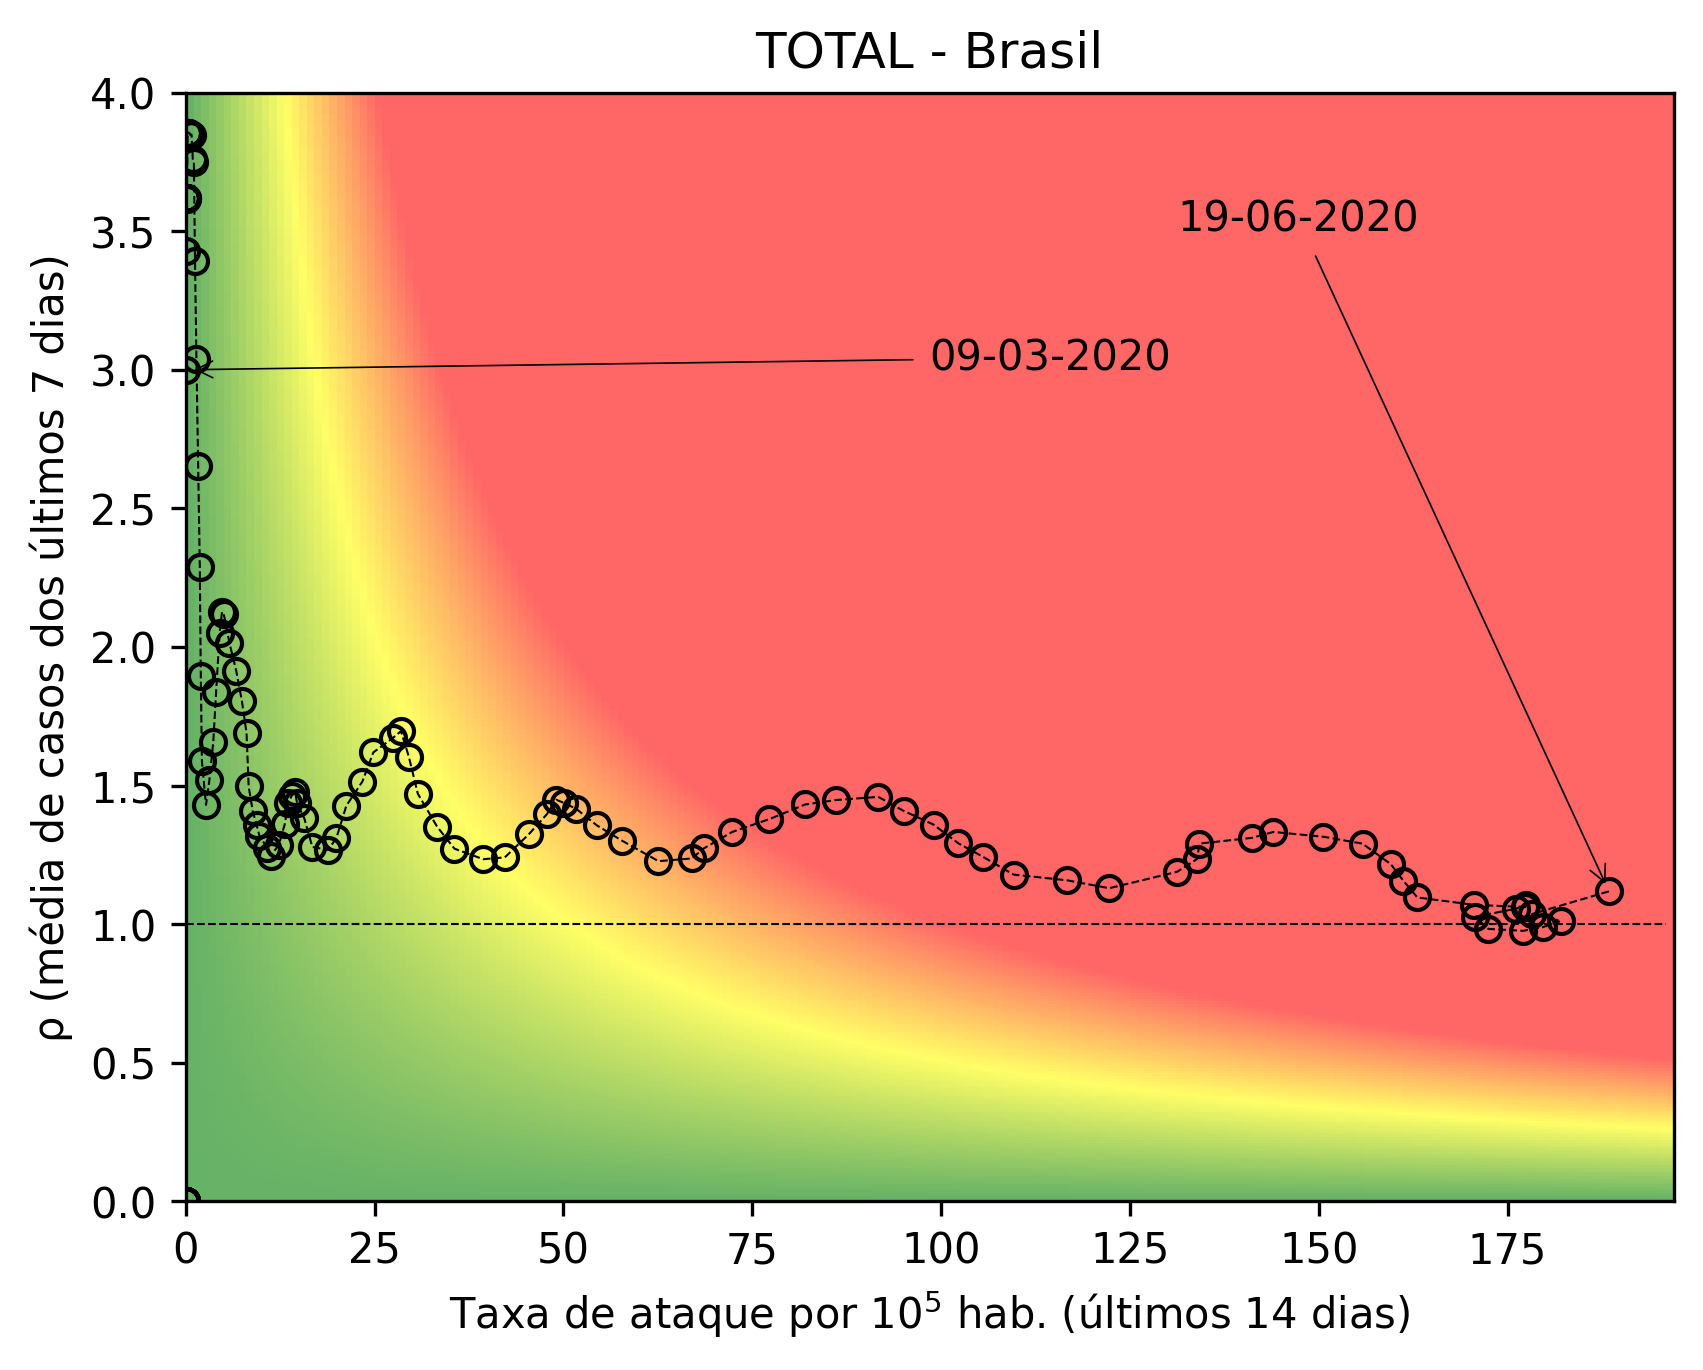 TOTAL - Brasil
ρ (média de casos dos últimos 7 dias)
4.0
3.5
3.0
2.5
2.0
1.5
1.0
0.5
0.0
19-06-2020
09-03-2020
0 25 50 75 100 125 150 175
Taxa de ataque por 10⁵ hab. (últimos 14 dias)